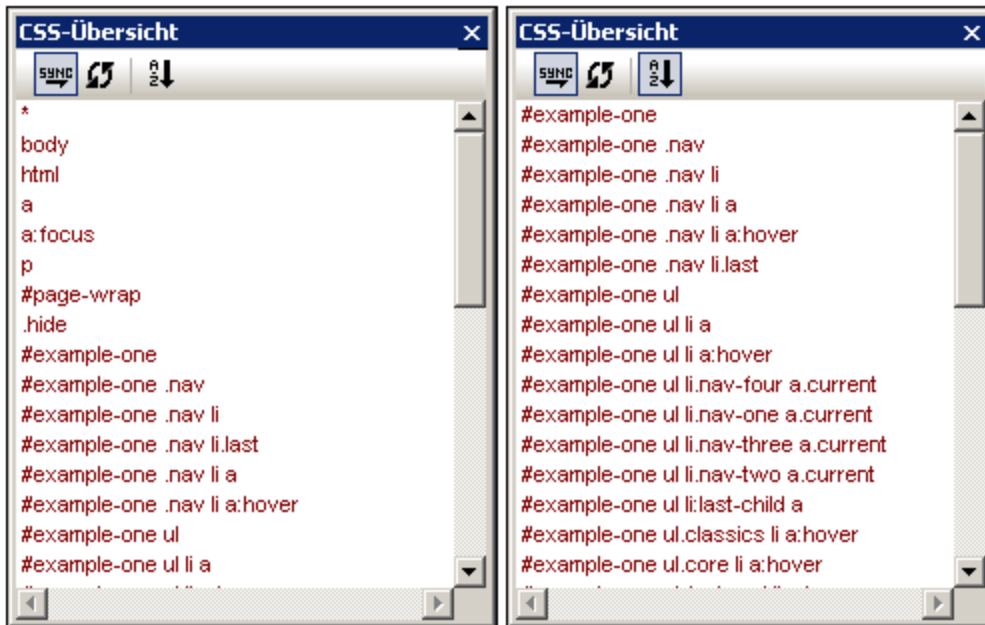 CSS-Übersicht
SYNC
A
Z
*
body
html
a
a:focus
p
#page-wrap
.hide
#example-one
#example-one .nav
#example-one .nav li
#example-one .nav li.last
#example-one .nav li a
#example-one .nav li a:hover
#example-one ul
#example-one ul li a
CSS-Übersicht
SYNC
A
Z
#example-one
#example-one .nav
#example-one .nav li
#example-one .nav li a
#example-one .nav li a:hover
#example-one .nav li.last
#example-one ul
#example-one ul li a
#example-one ul li a:hover
#example-one ul li.nav-four a.current
#example-one ul li.nav-one a.current
#example-one ul li.nav-three a.current
#example-one ul li.nav-two a.current
#example-one ul li:last-child a
#example-one ul.classics li a:hover
#example-one ul.core li a:hover